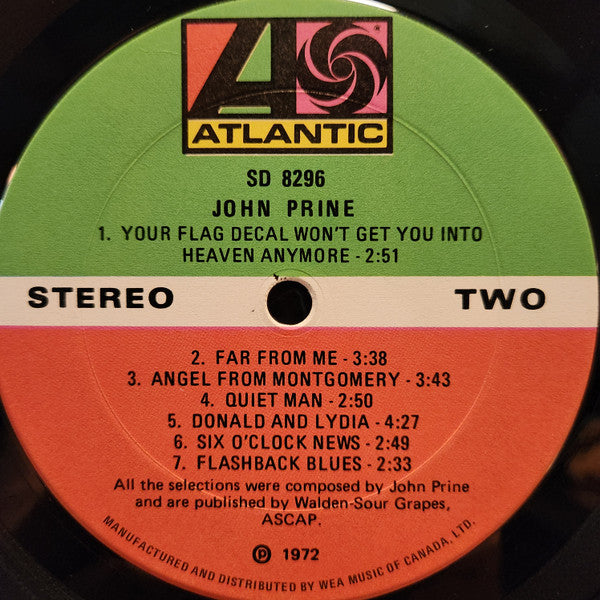 ATLANTIC
SD 8296
JOHN PRINE
1. YOUR FLAG DECAL WON'T GET YOU INTO
HEAVEN ANYMORE - 2:51
STEREO
TWO
2. FAR FROM ME - 3:38
3. ANGEL FROM MONTGOMERY - 3:43
4. QUIET MAN - 2:50
5. DONALD AND LYDIA - 4:27
6. SIX O'CLOCK NEWS - 2:49
7. FLASHBACK BLUES - 2:33
All the selections were composed by John Prine
and are published by Walden-Sour Grapes,
ASCAP.
℗ 1972
MANUFACTURED AND DISTRIBUTED BY WEA MUSIC OF CANADA, LTD.